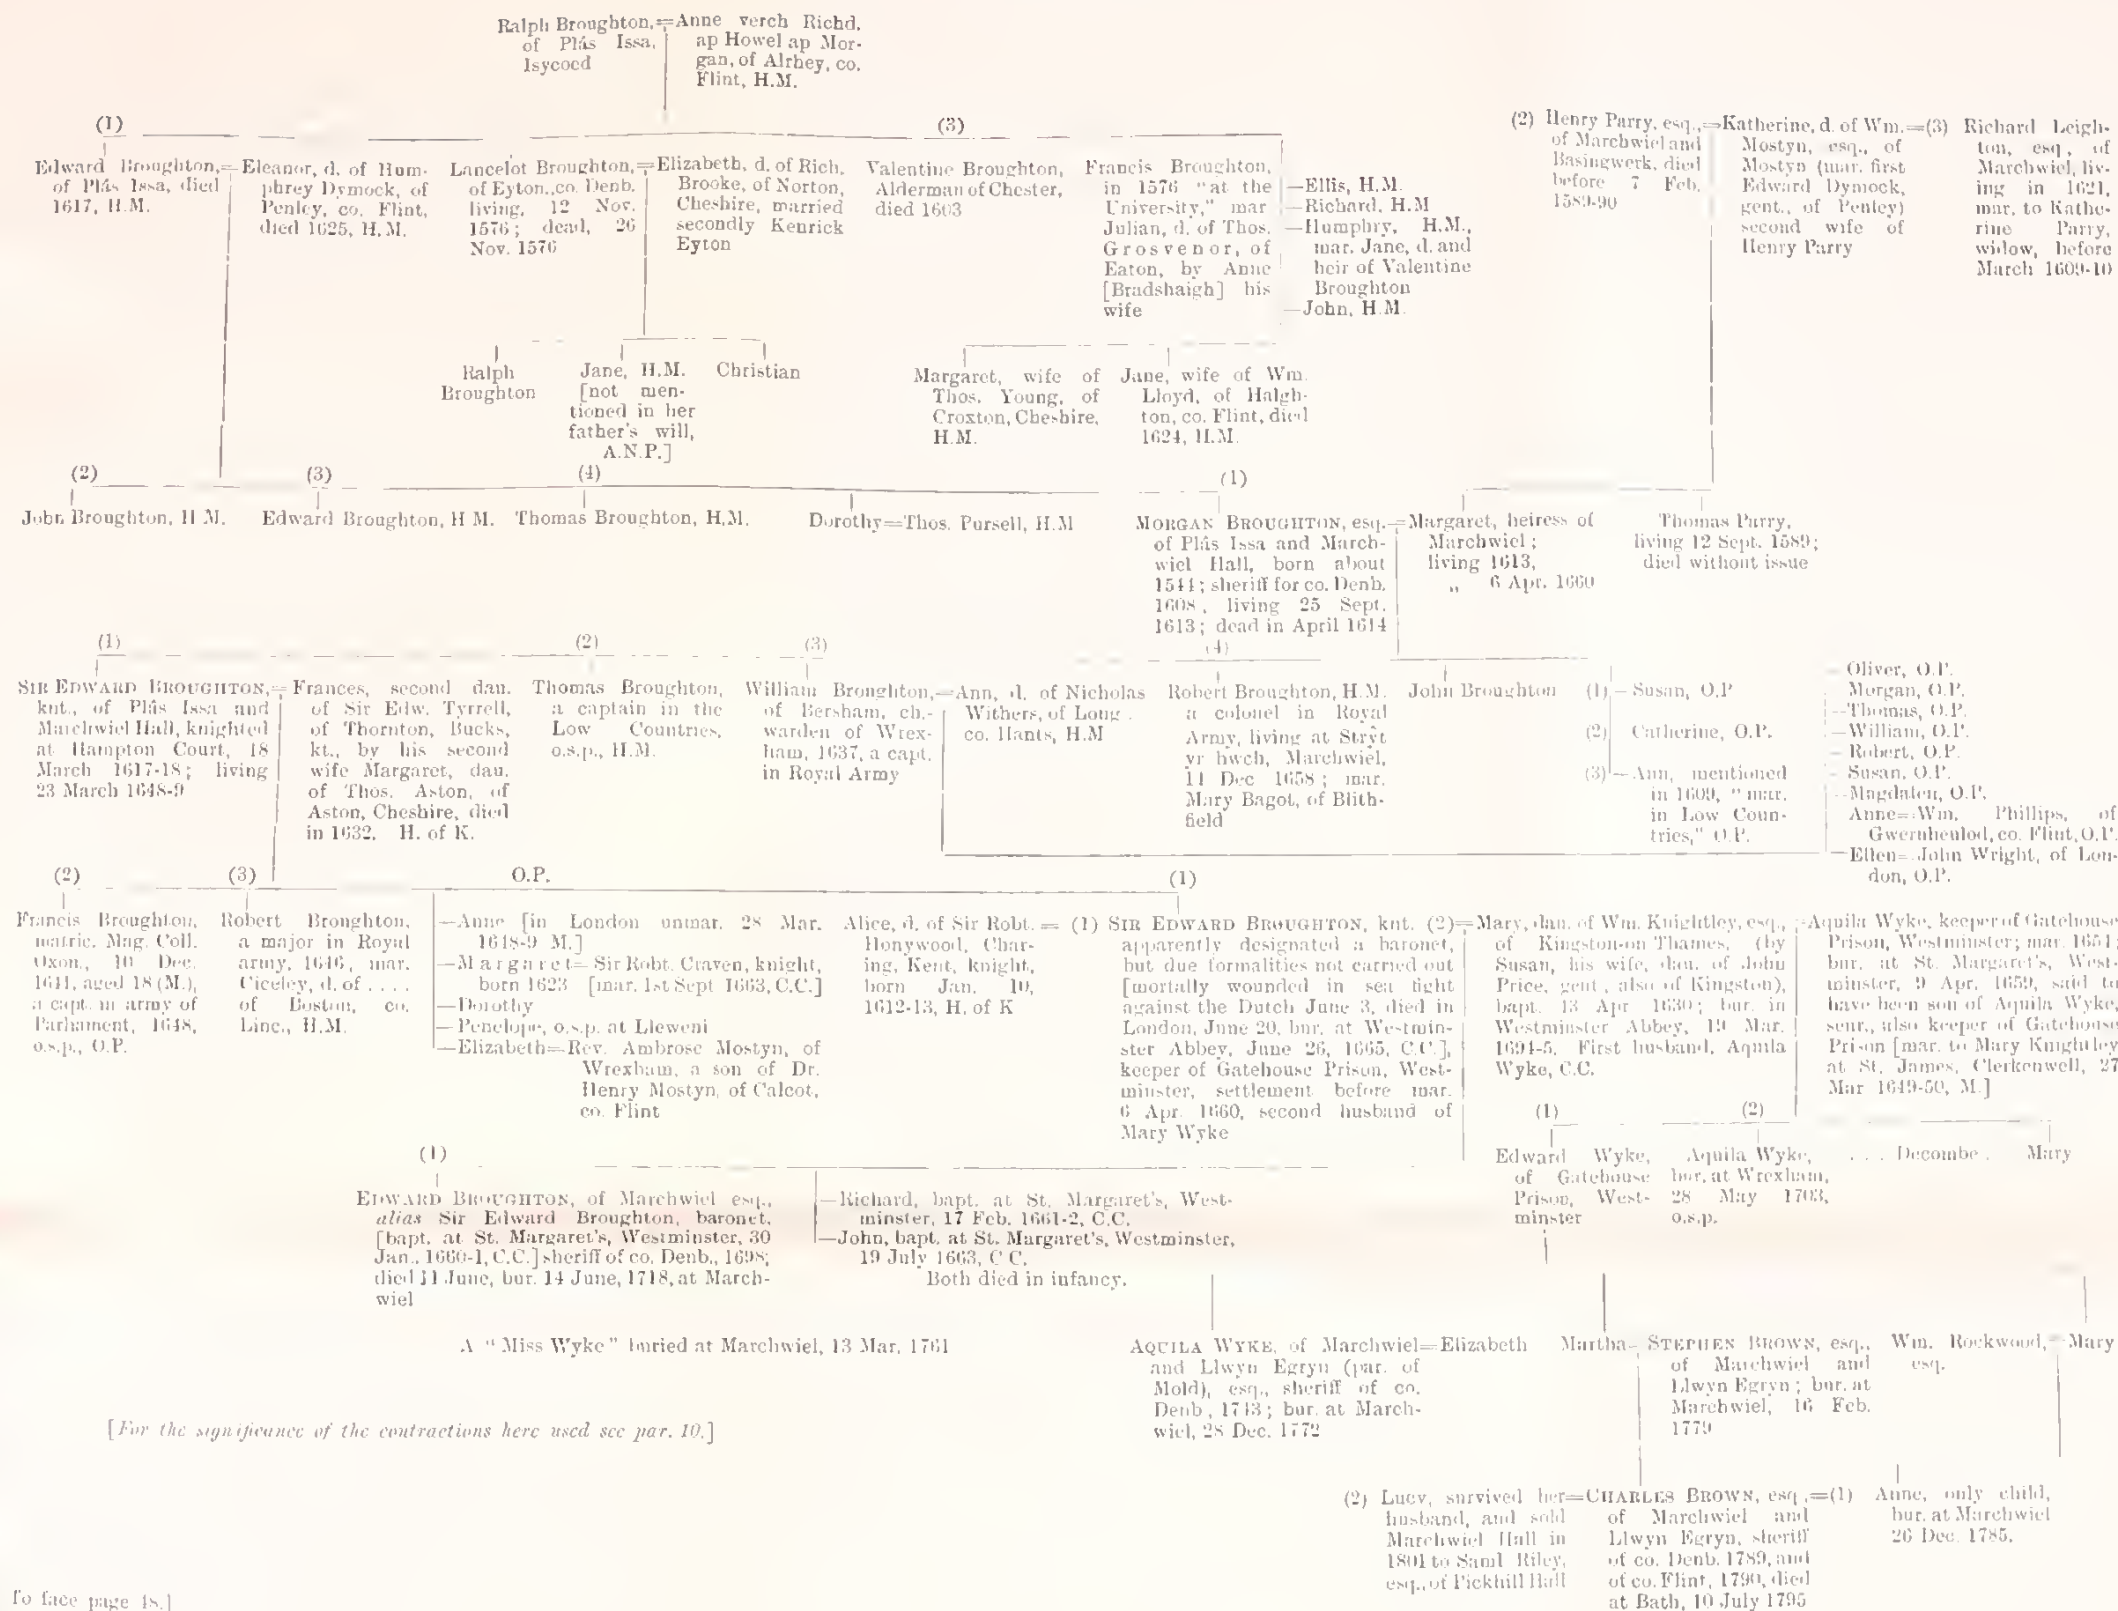 Ralph Broughton,=Anne verch Richd.
of Plás Issa,
Isycoed
ap Howel ap Mor-
gan, of Alrhey, co.
Flint, H.M.
(1)
(3)
Edward Broughton,=
of Plás Issa, died
1617, H.M.
Eleanor, d. of Hum-
phrey Dymock, of
Penley, co. Flint,
died 1625, H.M.
Lancelot Broughton,=
of Eyton, co. Denb.
living, 12 Nov.
1576; dead, 26
Nov. 1576
Elizabeth, d. of Rich.
Brooke, of Norton,
Cheshire, married
secondly Kenrick
Eyton
Valentine Broughton,
Alderman of Chester,
died 1603
Francis Broughton,
in 1576 "at the
University," mar
Julian, d. of Thos.
Grosvenor, of
Eaton, by Anne
[Bradshaigh] his
wife
—Ellis, H.M.
—Richard, H.M
—Humphry, H.M.,
mar. Jane, d. and
heir of Valentine
Broughton
—John, H.M.
(2) Henry Parry, esq.,=
of Marchwiel and
Basingwerk, died
before 7 Feb.
1589-90
Katherine, d. of Wm.=(3)
Mostyn, esq., of
Mostyn (mar. first
Edward Dymock,
gent., of Penley)
second wife of
Henry Parry
Richard Leigh-
ton, esq, of
Marchwiel, liv-
ing in 1621,
mar. to Kathe-
rine Parry,
widow, before
March 1609-10
Ralph
Broughton
Jane, H.M.
[not men-
tioned in her
father's will,
A.N.P.]
Christian
Margaret, wife of
Thos. Young, of
Croxton, Cheshire,
H.M.
Jane, wife of Wm.
Lloyd, of Halgh-
ton, co. Flint, died
1624, H.M.
(2)
(3)
(4)
(1)
John Broughton, H M.
Edward Broughton, H M.
Thomas Broughton, H.M.
Dorothy=Thos. Pursell, H.M
MORGAN BROUGHTON, esq.=
of Plás Issa and March-
wiel Hall, born about
1544; sheriff for co. Denb.
1608, living 25 Sept.
1613; dead in April 1614
Margaret, heiress of
Marchwiel;
living 1613,
„ 6 Apr. 1660
Thomas Parry,
living 12 Sept. 1589;
died without issue
(1)
(2)
(3)
(4)
SIR EDWARD BROUGHTON,=
knt., of Plás Issa and
Marchwiel Hall, knighted
at Hampton Court, 18
March 1617-18; living
23 March 1648-9
Frances, second dau.
of Sir Edw. Tyrrell,
of Thornton, Bucks,
kt., by his second
wife Margaret, dau.
of Thos. Aston, of
Aston, Cheshire, died
in 1632. H. of K.
Thomas Broughton,
a captain in the
Low Countries,
o.s.p., H.M.
William Broughton,=
of Bersham, ch.-
warden of Wrex-
ham, 1637, a capt.
in Royal Army
Ann, d. of Nicholas
Withers, of Long .
co. Hants, H.M
Robert Broughton, H.M.
a colonel in Royal
Army, living at Strŷt
yr hwch, Marchwiel,
11 Dec 1658; mar.
Mary Bagot, of Blith-
field
John Broughton
(1) — Susan, O.P
(2) Catherine, O.P.
(3) —Ann, mentioned
in 1609, "mar.
in Low Coun-
tries," O.P.
— Oliver, O.P.
Morgan, O.P.
—Thomas, O.P.
—William, O.P.
— Robert, O.P.
- Susan, O.P.
—Magdalen, O.P.
Anne=Wm. Phillips, of
Gwernheulod, co. Flint, O.P.
—Ellen=John Wright, of Lon-
don, O.P.
(2)
(3)
O.P.
(1)
Francis Broughton,
matric. Mag. Coll.
Oxon., 10 Dec.
1641, aged 18 (M.),
a capt. in army of
Parliament, 1648,
o.s.p., O.P.
Robert Broughton,
a major in Royal
army, 1646, mar.
Ciceley, d. of ....
of Boston, co.
Linc., H.M.
—Anne [in London unmar. 28 Mar.
1648-9 M.]
—Margaret=Sir Robt. Craven, knight,
born 1623 [mar. 1st Sept 1663, C.C.]
—Dorothy
—Penelope, o.s.p. at Lleweni
—Elizabeth=Rev. Ambrose Mostyn, of
Wrexham, a son of Dr.
Henry Mostyn, of Calcot,
co. Flint
Alice, d. of Sir Robt. =
Honywood, Char-
ing, Kent, knight,
born Jan. 10,
1612-13, H. of K
(1) SIR EDWARD BROUGHTON, knt. (2)=
apparently designated a baronet,
but due formalities not carried out
[mortally wounded in sea fight
against the Dutch June 3, died in
London, June 20, bur. at Westmin-
ster Abbey, June 26, 1665, C.C.],
keeper of Gatehouse Prison, West-
minster, settlement before mar.
6 Apr. 1660, second husband of
Mary Wyke
Mary, dau. of Wm. Knightley, esq.,
of Kingston-on Thames, (by
Susan, his wife, dau. of John
Price, gent, also of Kingston),
bapt. 13 Apr 1630; bur. in
Westminster Abbey, 19 Mar.
1694-5. First husband, Aquila
Wyke, C.C.
=Aquila Wyke, keeper of Gatehouse
Prison, Westminster; mar. 1651;
bur. at St. Margaret's, West-
minster, 9 Apr. 1659, said to
have been son of Aquila Wyke,
senr., also keeper of Gatehouse
Prison [mar. to Mary Knightley
at St. James, Clerkenwell, 27
Mar 1649-50, M.]
(1)
(1)
(2)
EDWARD BROUGHTON, of Marchwiel esq.,
alias Sir Edward Broughton, baronet,
[bapt. at St. Margaret's, Westminster, 30
Jan., 1660-1, C.C.] sheriff of co. Denb., 1698;
died 11 June, bur. 14 June, 1718, at March-
wiel
—Richard, bapt. at St. Margaret's, West-
minster, 17 Feb. 1661-2, C.C.
—John, bapt. at St. Margaret's, Westminster,
19 July 1663, C C.
Both died in infancy.
Edward Wyke,
of Gatehouse
Prison, West-
minster
Aquila Wyke,
bur. at Wrexham,
28 May 1703,
o.s.p.
. . . Decombe .
Mary
A "Miss Wyke" buried at Marchwiel, 13 Mar. 1761
AQUILA WYKE, of Marchwiel=Elizabeth
and Llwyn Egryn (par. of
Mold), esq., sheriff of co.
Denb, 1743; bur. at March-
wiel, 28 Dec. 1772
Martha=STEPHEN BROWN, esq.,
of Marchwiel and
Llwyn Egryn; bur. at
Marchwiel, 16 Feb.
1779
Wm. Rockwood,=Mary
esq.
[For the significance of the contractions here used see par. 10.]
(2) Lucy, survived her=
husband, and sold
Marchwiel Hall in
1801 to Saml Riley,
esq., of Pickhill Hall
CHARLES BROWN, esq,=(1)
of Marchwiel and
Llwyn Egryn, sheriff
of co. Denb. 1789, and
of co. Flint, 1790, died
at Bath, 10 July 1795
Anne, only child,
bur. at Marchwiel
26 Dec. 1785.
To face page 48.]